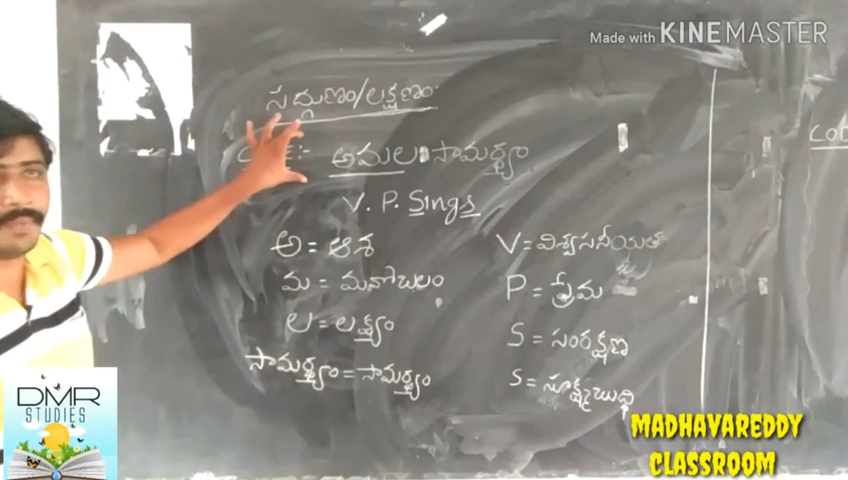 Made with KINEMASTER
సద్గుణం/లక్షణం
అమల సామర్థ్యం
V. P. Sings
అ = ఆశ
మ = మనోబలం
ల = లక్ష్యం
సామర్థ్యం = సామర్థ్యం
V = విశ్వసనీయత
P = ప్రేమ
S = సంరక్షణ
S = సూక్ష్మబుద్ధి
DMR
STUDIES
MADHAVAREDDY
CLASSROOM